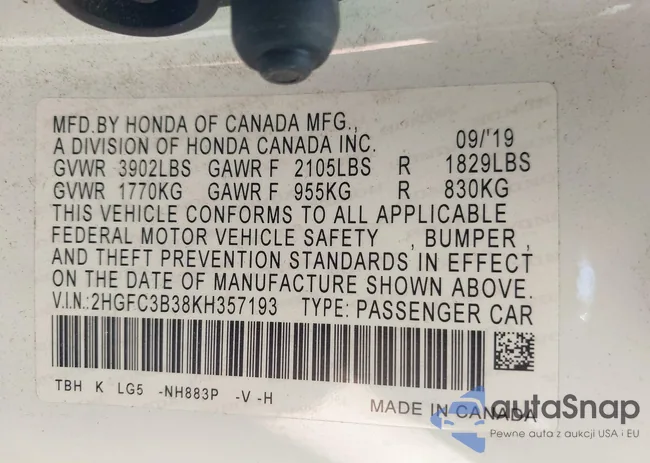 MFD.BY HONDA OF CANADA MFG.,
A DIVISION OF HONDA CANADA INC. 09/'19
GVWR 3902LBS GAWR F 2105LBS R 1829LBS
GVWR 1770KG GAWR F 955KG R 830KG
THIS VEHICLE CONFORMS TO ALL APPLICABLE
FEDERAL MOTOR VEHICLE SAFETY , BUMPER ,
AND THEFT PREVENTION STANDARDS IN EFFECT
ON THE DATE OF MANUFACTURE SHOWN ABOVE.
V.I.N.:2HGFC3B38KH357193 TYPE: PASSENGER CAR
TBH K LG5 -NH883P -V -H
MADE IN CANADA
autoSnap
Pewne auta z aukcji USA i EU